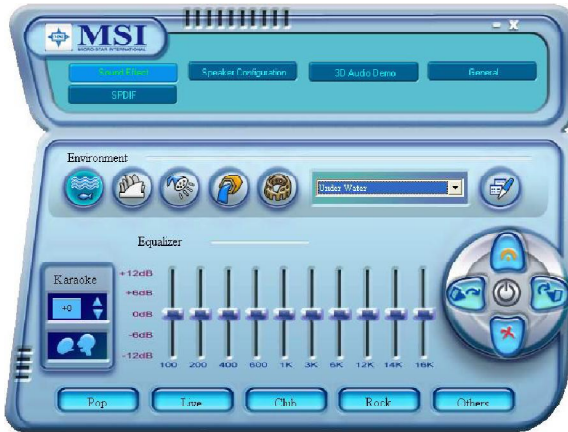 MSI
MICRO-STAR INTERNATIONAL
Sound Effect Speaker Configuration 3D Audio Demo General
SPDIF
Environment
Under Water
Equalizer
Karaoke
+0
+12dB
+6dB
0dB
-6dB
-12dB
100 200 400 600 1K 3K 6K 12K 14K 16K
Pop Live Club Rock Others